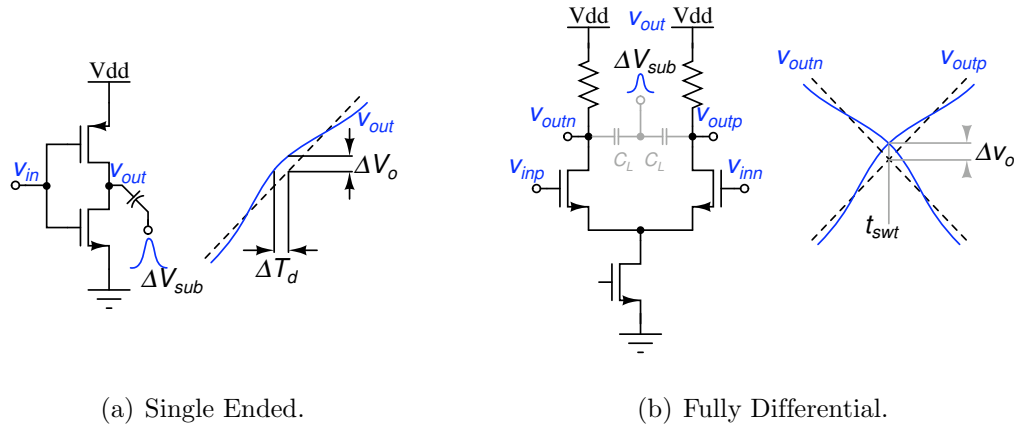 Vdd
v_in
v_out
ΔV_sub
v_out
ΔV_o
ΔT_d
(a) Single Ended.
Vdd
v_out
Vdd
ΔV_sub
v_outn
v_outp
C_L
C_L
v_inp
v_inn
v_outn
v_outp
Δv_o
t_swt
(b) Fully Differential.